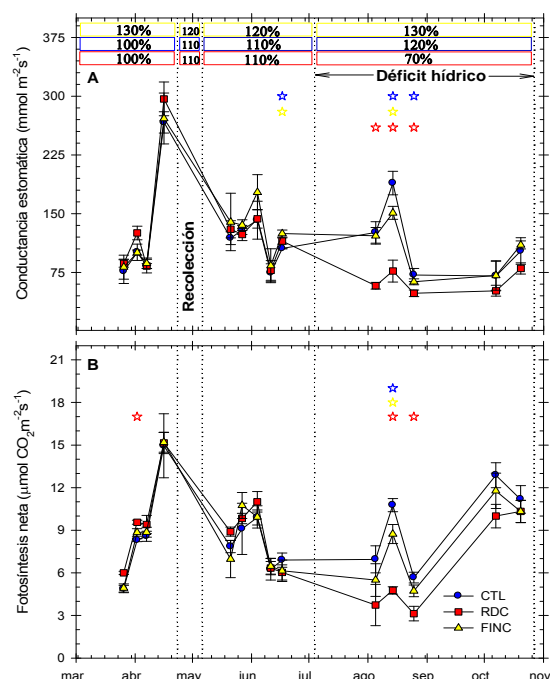 130% 120 120% 130%
100% 110 110% 120%
100% 110 110% 70%
A
Déficit hídrico
Conductancia estomática (mmol m⁻²s⁻¹)
375
300
225
150
75
Recolección
B
Fotosíntesis neta (µmol CO₂m⁻²s⁻¹)
21
18
15
12
9
6
3
0
CTL
RDC
FINC
mar abr may jun jul ago sep oct nov